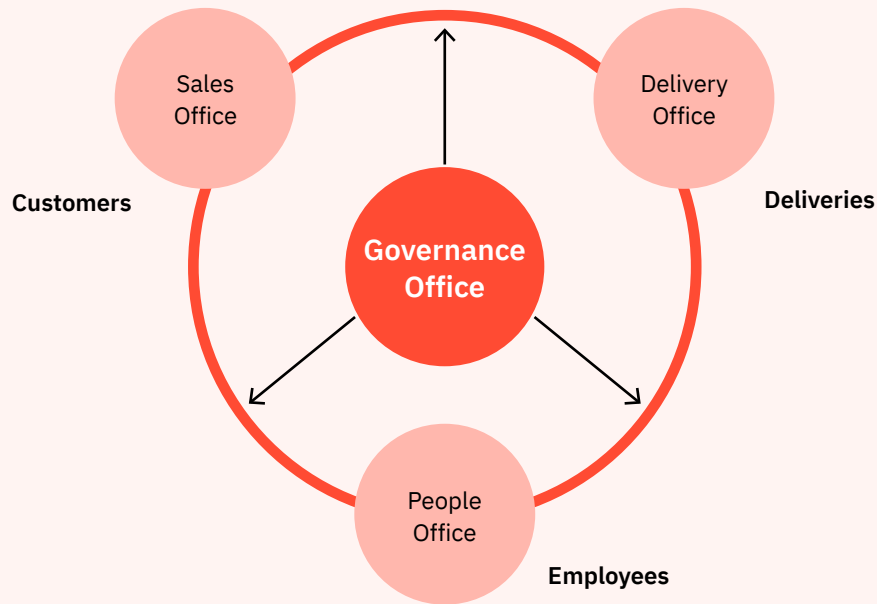 Sales
Office
Delivery
Office
Customers
Deliveries
Governance
Office
People
Office
Employees